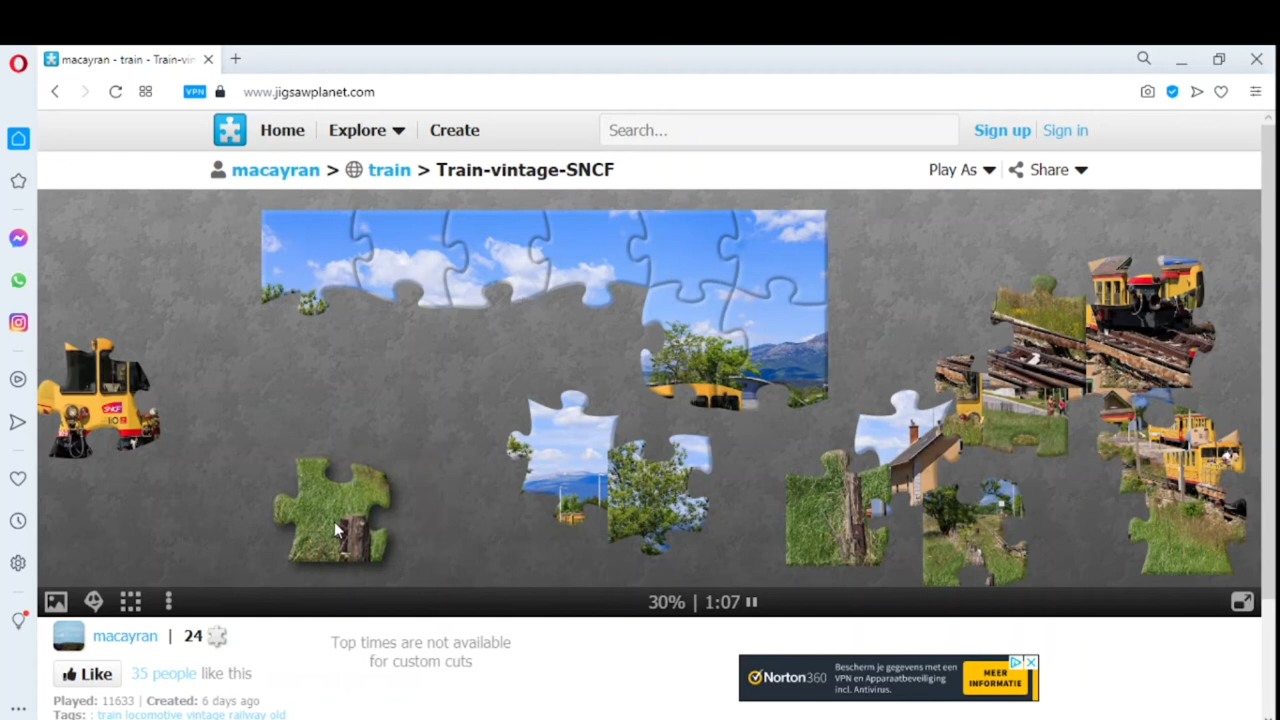 macayran - train - Train-vin
VPN
www.jigsawplanet.com
Home
Explore
Create
Search...
Sign up
Sign in
macayran > train > Train-vintage-SNCF
Play As
Share
SNCF
30% | 1:07
macayran | 24
Like
35 people like this
Played: 11633 | Created: 6 days ago
Tags: : train locomotive vintage railway old
Top times are not available
for custom cuts
Norton360
Bescherm je gegevens met een
VPN en Apparaatbeveiliging
incl. Antivirus.
MEER
INFORMATIE